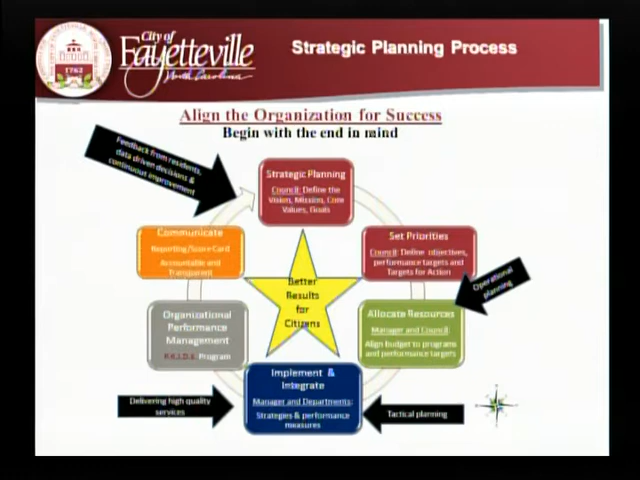 City of
Fayetteville
North Carolina
1762
Strategic Planning Process
Align the Organization for Success
Begin with the end in mind
Feedback from residents,
data driven decisions &
continuous improvement
Strategic Planning
Council: Define the
Vision, Mission, Core
Values, Goals
Communicate
Reporting/Score Card
Accountable and
Transparent
Set Priorities
Council: Define objectives,
performance targets and
Targets for Action
Better
Results
for
Citizens
Operational
planning
Organizational
Performance
Management
P.R.I.D.E. Program
Allocate Resources
Manager and Council:
Align budget to programs
and performance targets
Implement &
Integrate
Manager and Departments:
Strategies & performance
measures
Delivering high quality
services
Tactical planning